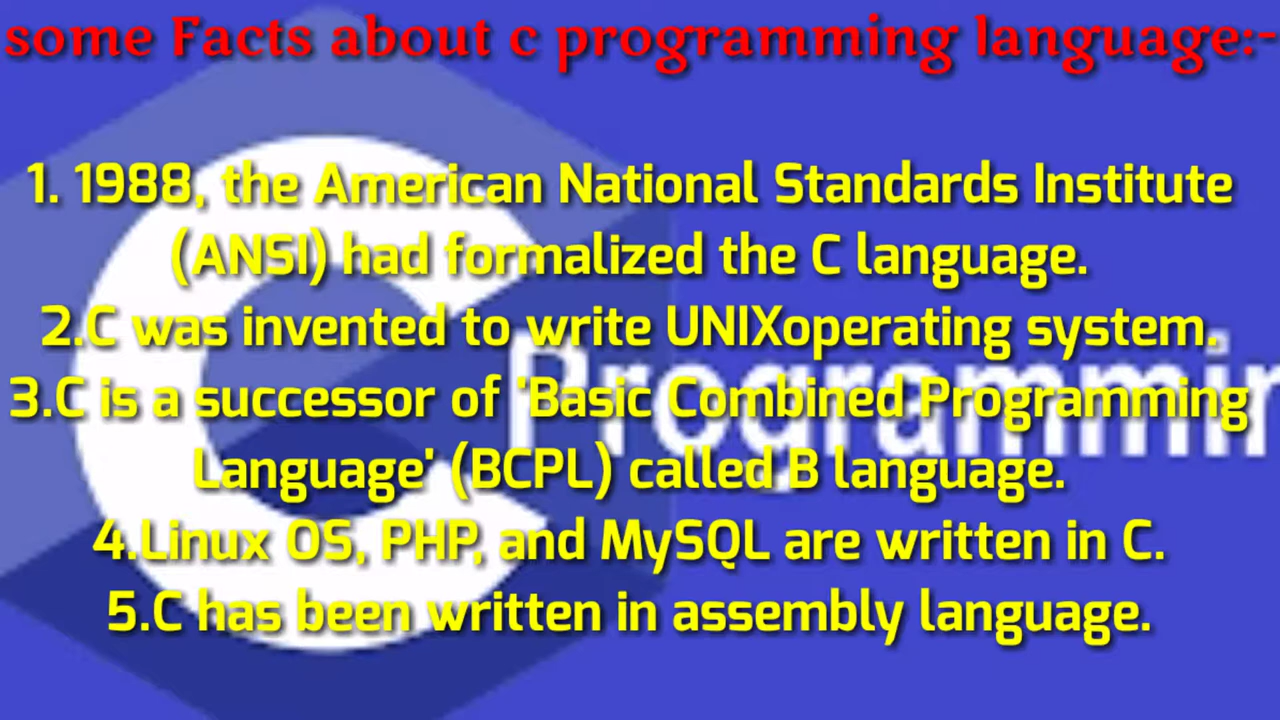 some Facts about c programming language:-
1. 1988, the American National Standards Institute
(ANSI) had formalized the C language.
2.C was invented to write UNIXoperating system.
3.C is a successor of 'Basic Combined Programming
Language' (BCPL) called B language.
4.Linux OS, PHP, and MySQL are written in C.
5.C has been written in assembly language.
C
Programmin